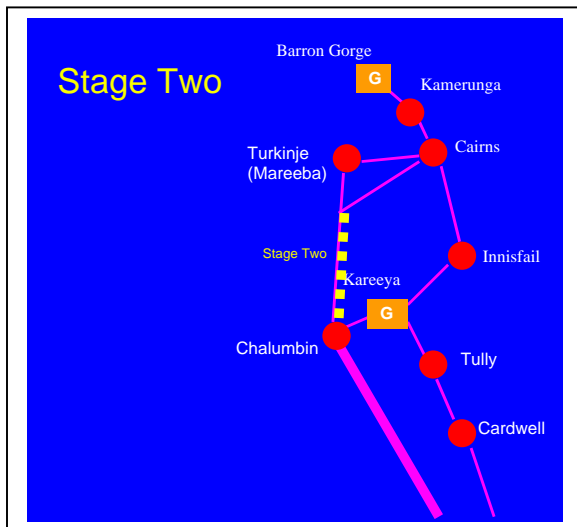 Barron Gorge
Stage Two
G
Kamerunga
Cairns
Turkinje
(Mareeba)
Stage Two
Innisfail
Kareeya
G
Chalumbin
Tully
Cardwell